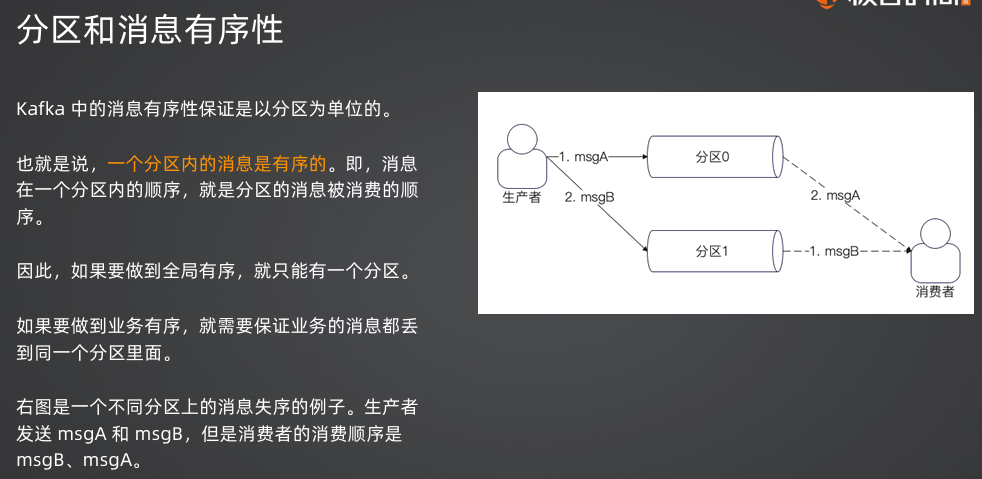 分区和消息有序性
Kafka 中的消息有序性保证是以分区为单位的。
也就是说，一个分区内的消息是有序的。即，消息
在一个分区内的顺序，就是分区的消息被消费的顺
序。
因此，如果要做到全局有序，就只能有一个分区。
如果要做到业务有序，就需要保证业务的消息都丢
到同一个分区里面。
右图是一个不同分区上的消息失序的例子。生产者
发送 msgA 和 msgB，但是消费者的消费顺序是
msgB、msgA。
1. msgA
分区0
生产者
2. msgB
2. msgA
分区1
1. msgB
消费者